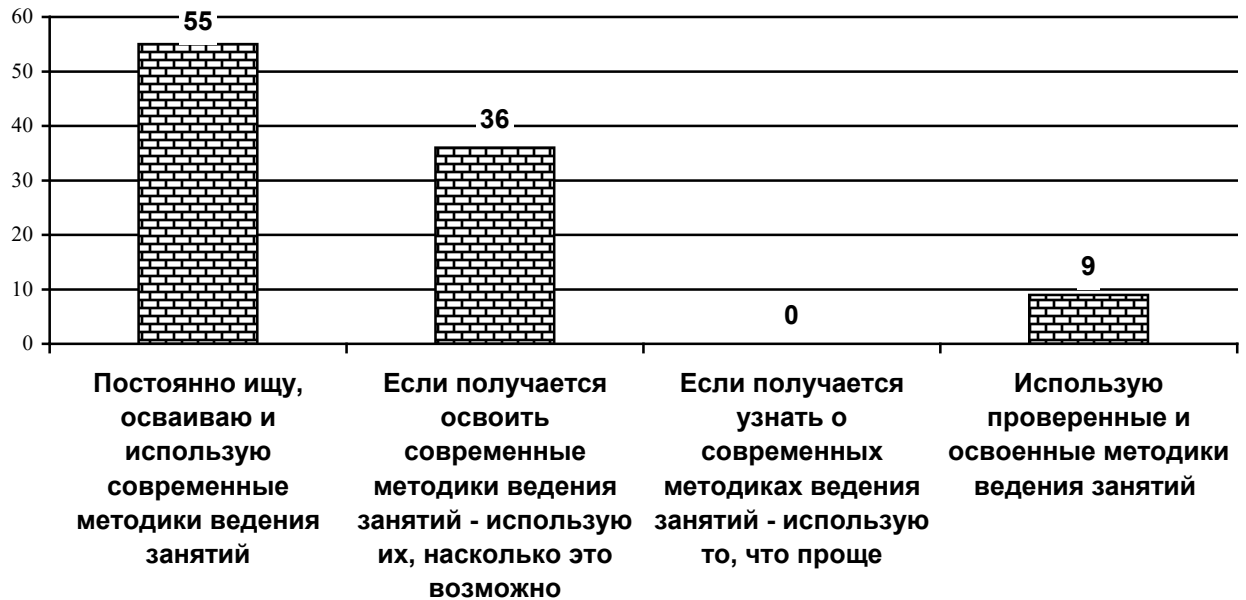 60
50
40
30
20
10
0
55
36
0
9
Постоянно ищу,
осваиваю и
использую
современные
методики ведения
занятий
Если получается
освоить
современные
методики ведения
занятий - использую
их, насколько это
возможно
Если получается
узнать о
современных
методиках ведения
занятий - использую
то, что проще
Использую
проверенные и
освоенные методики
ведения занятий